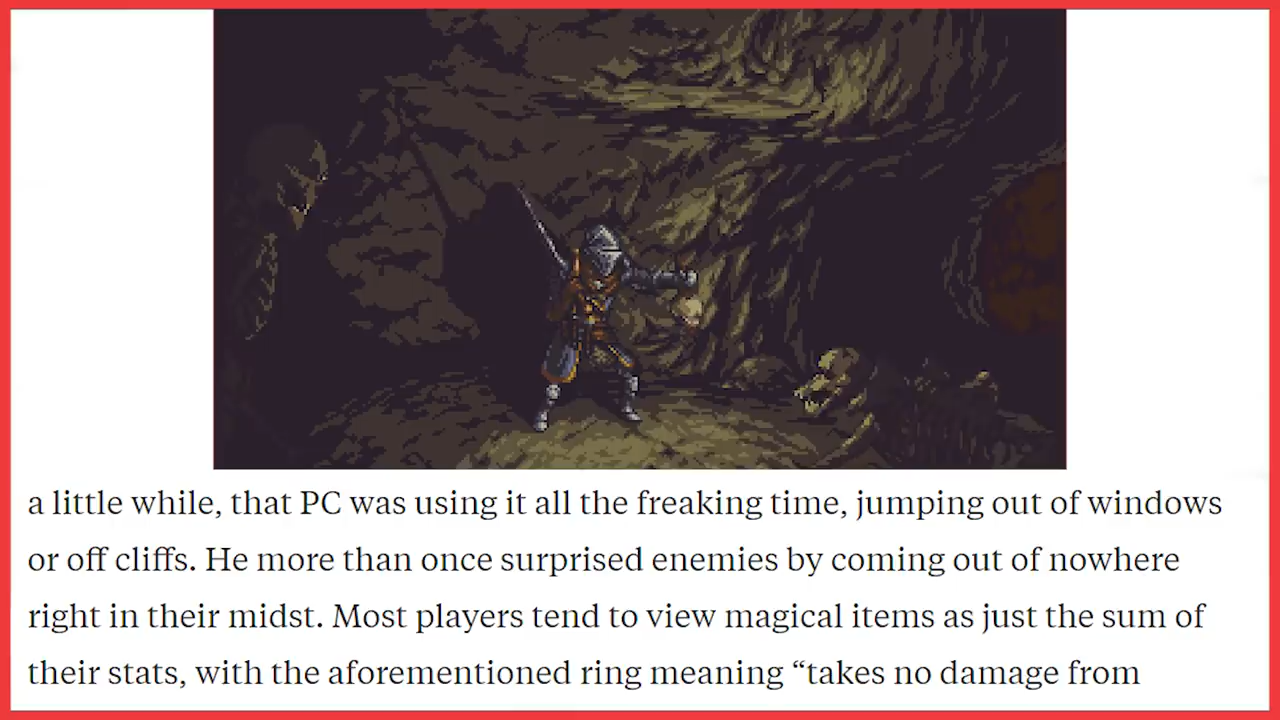 a little while, that PC was using it all the freaking time, jumping out of windows
or off cliffs. He more than once surprised enemies by coming out of nowhere
right in their midst. Most players tend to view magical items as just the sum of
their stats, with the aforementioned ring meaning “takes no damage from